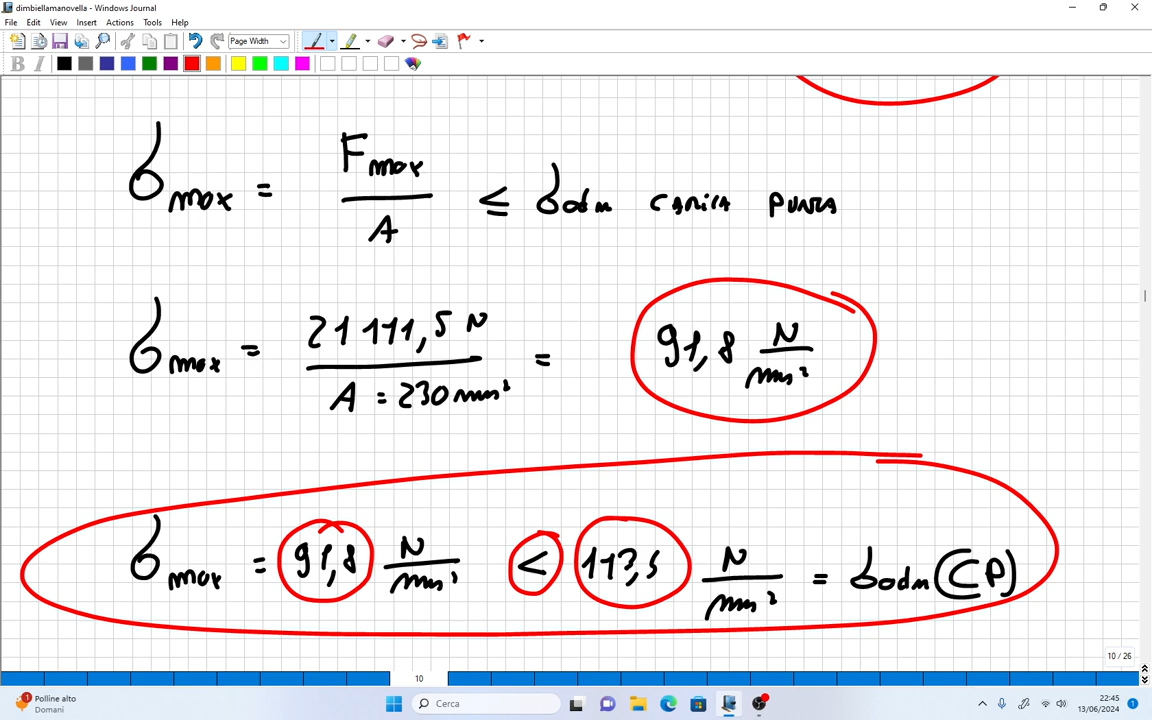 dimbiellamanovella - Windows Journal
File Edit View Insert Actions Tools Help
Page Width
B I
σmax = Fmax / A ≤ σadm CARICA PUNTA
σmax = 21 111,5 N / A = 230 mm² = 91,8 N/mm²
σmax = 91,8 N/mm² < 113,5 N/mm² = σadm (CP)
10 / 26
10
Polline alto
Domani
Cerca
22:45
13/06/2024
1